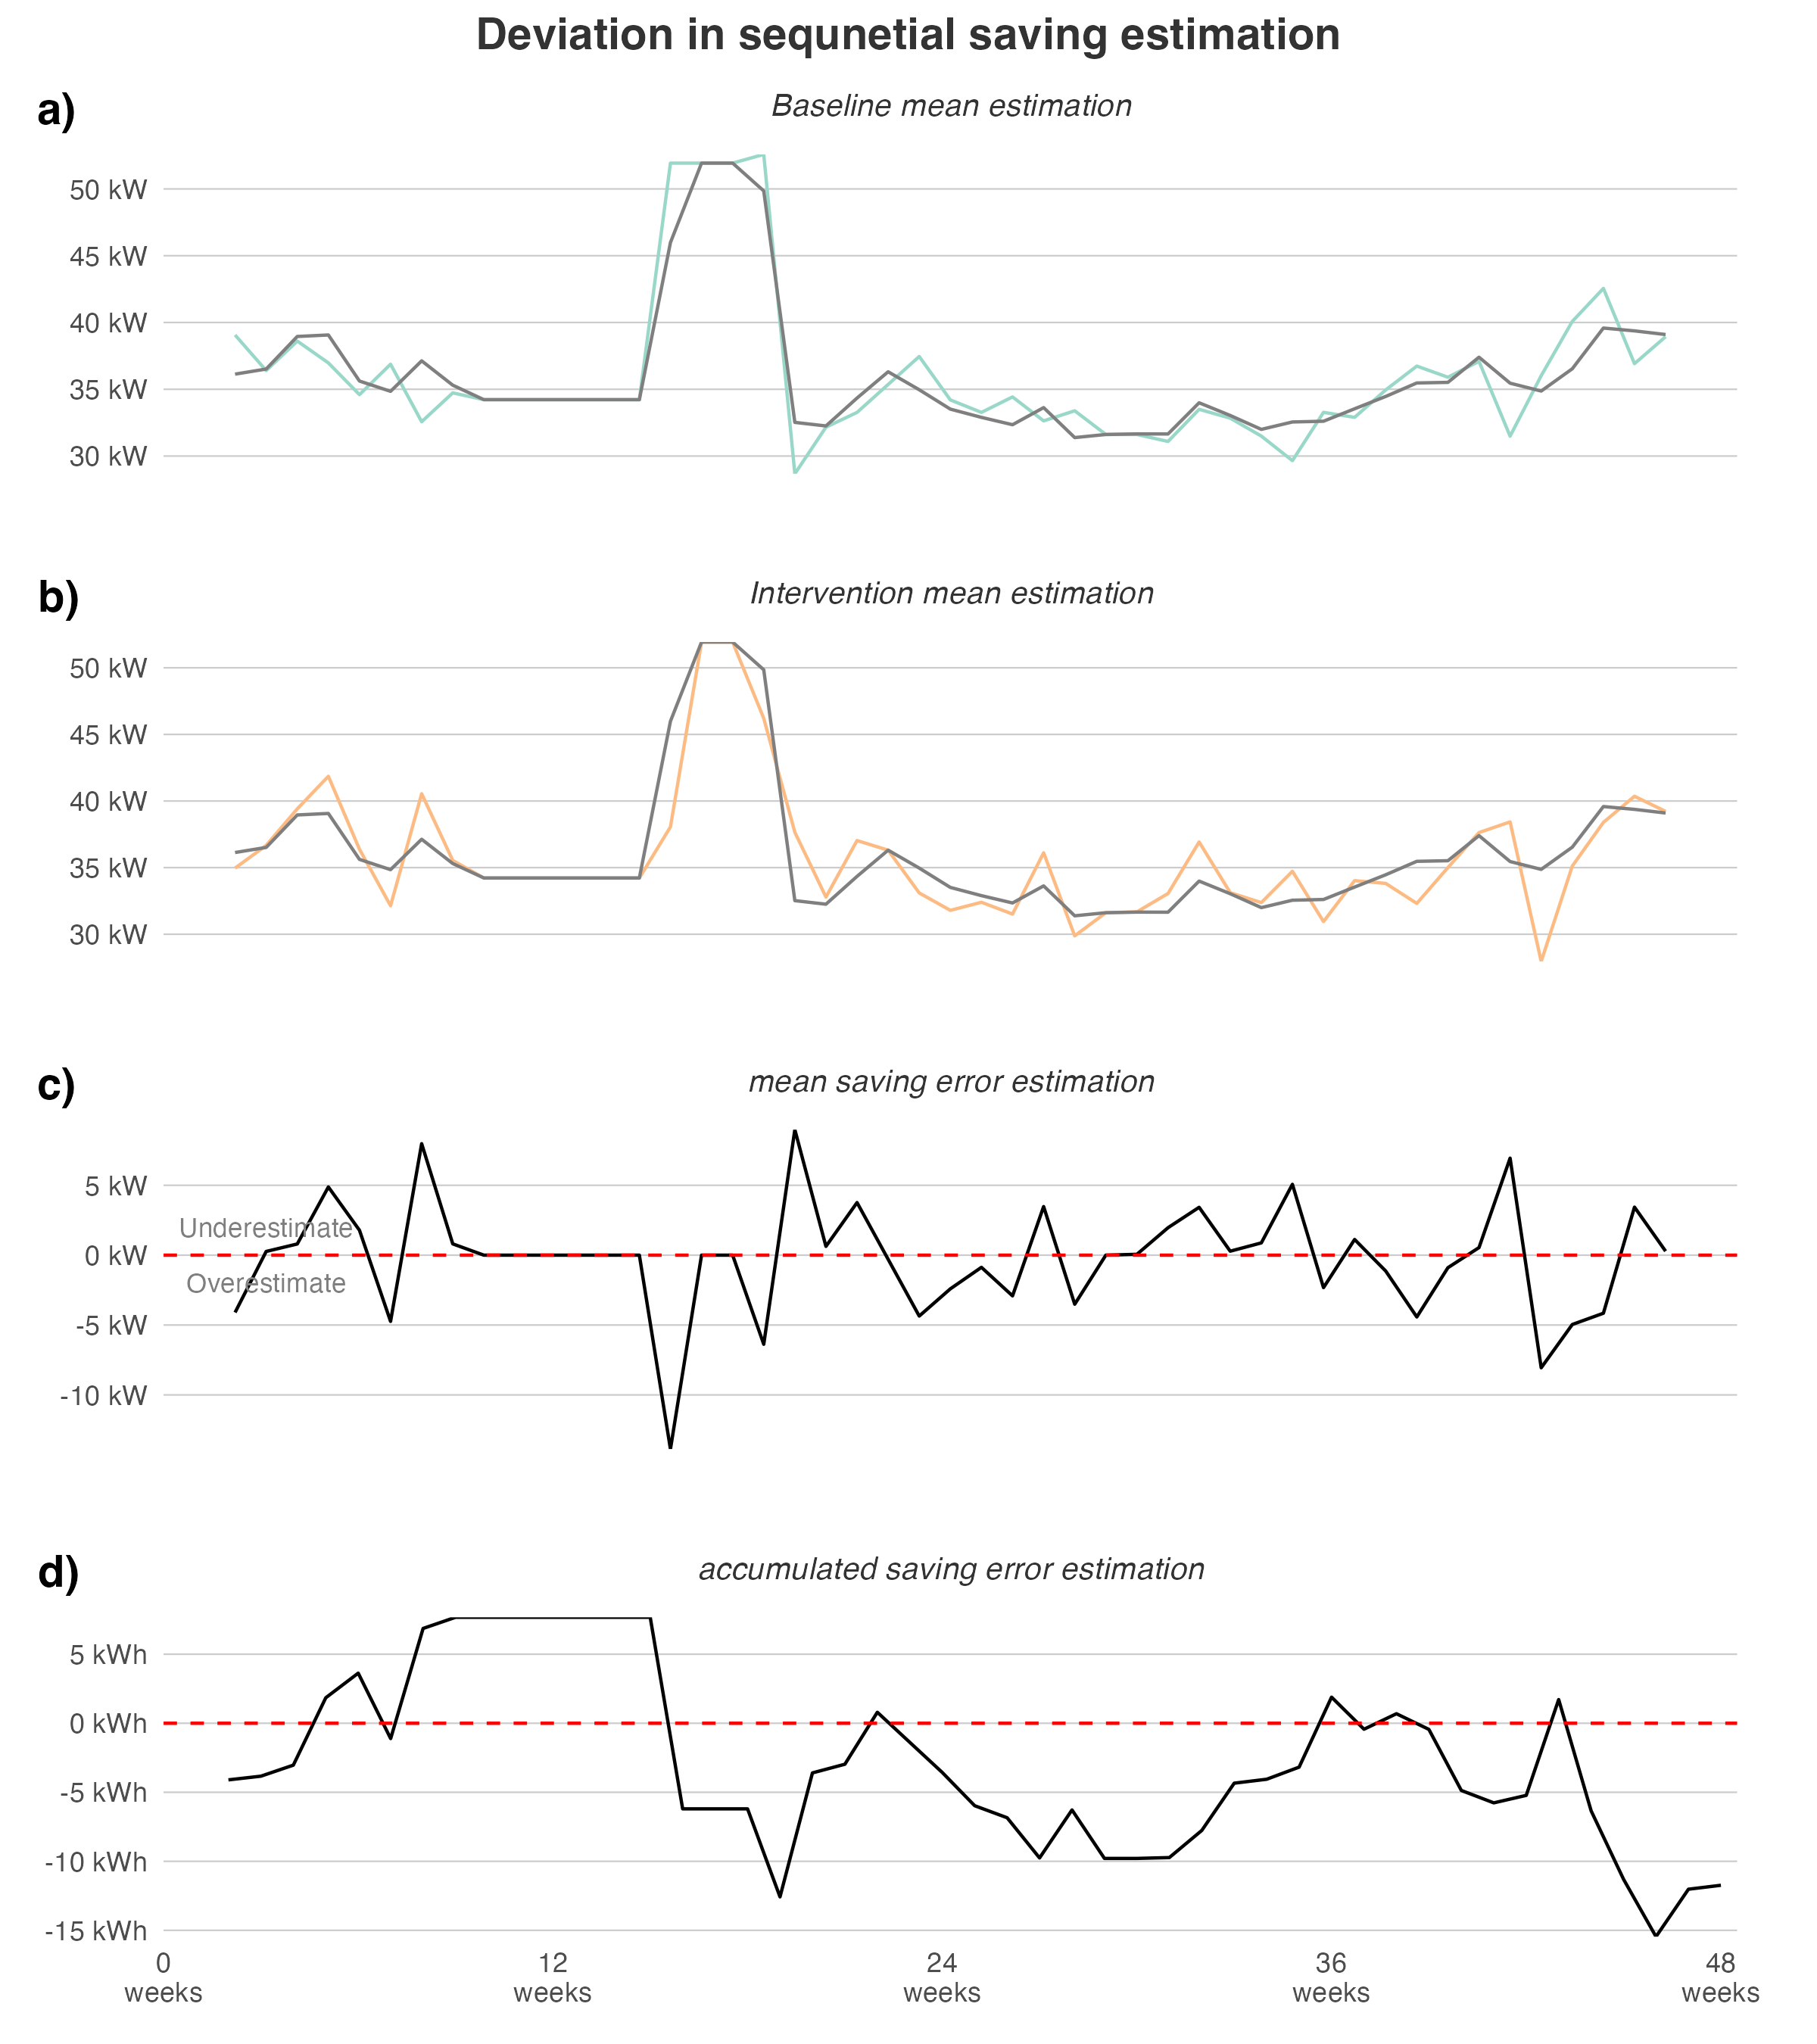 Deviation in sequnetial saving estimation
a)
Baseline mean estimation
50 kW
45 kW
40 kW
35 kW
30 kW
b)
Intervention mean estimation
50 kW
45 kW
40 kW
35 kW
30 kW
c)
mean saving error estimation
5 kW
Underestimate
0 kW
Overestimate
-5 kW
-10 kW
d)
accumulated saving error estimation
5 kWh
0 kWh
-5 kWh
-10 kWh
-15 kWh
0 12 24 36 48
weeks weeks weeks weeks weeks